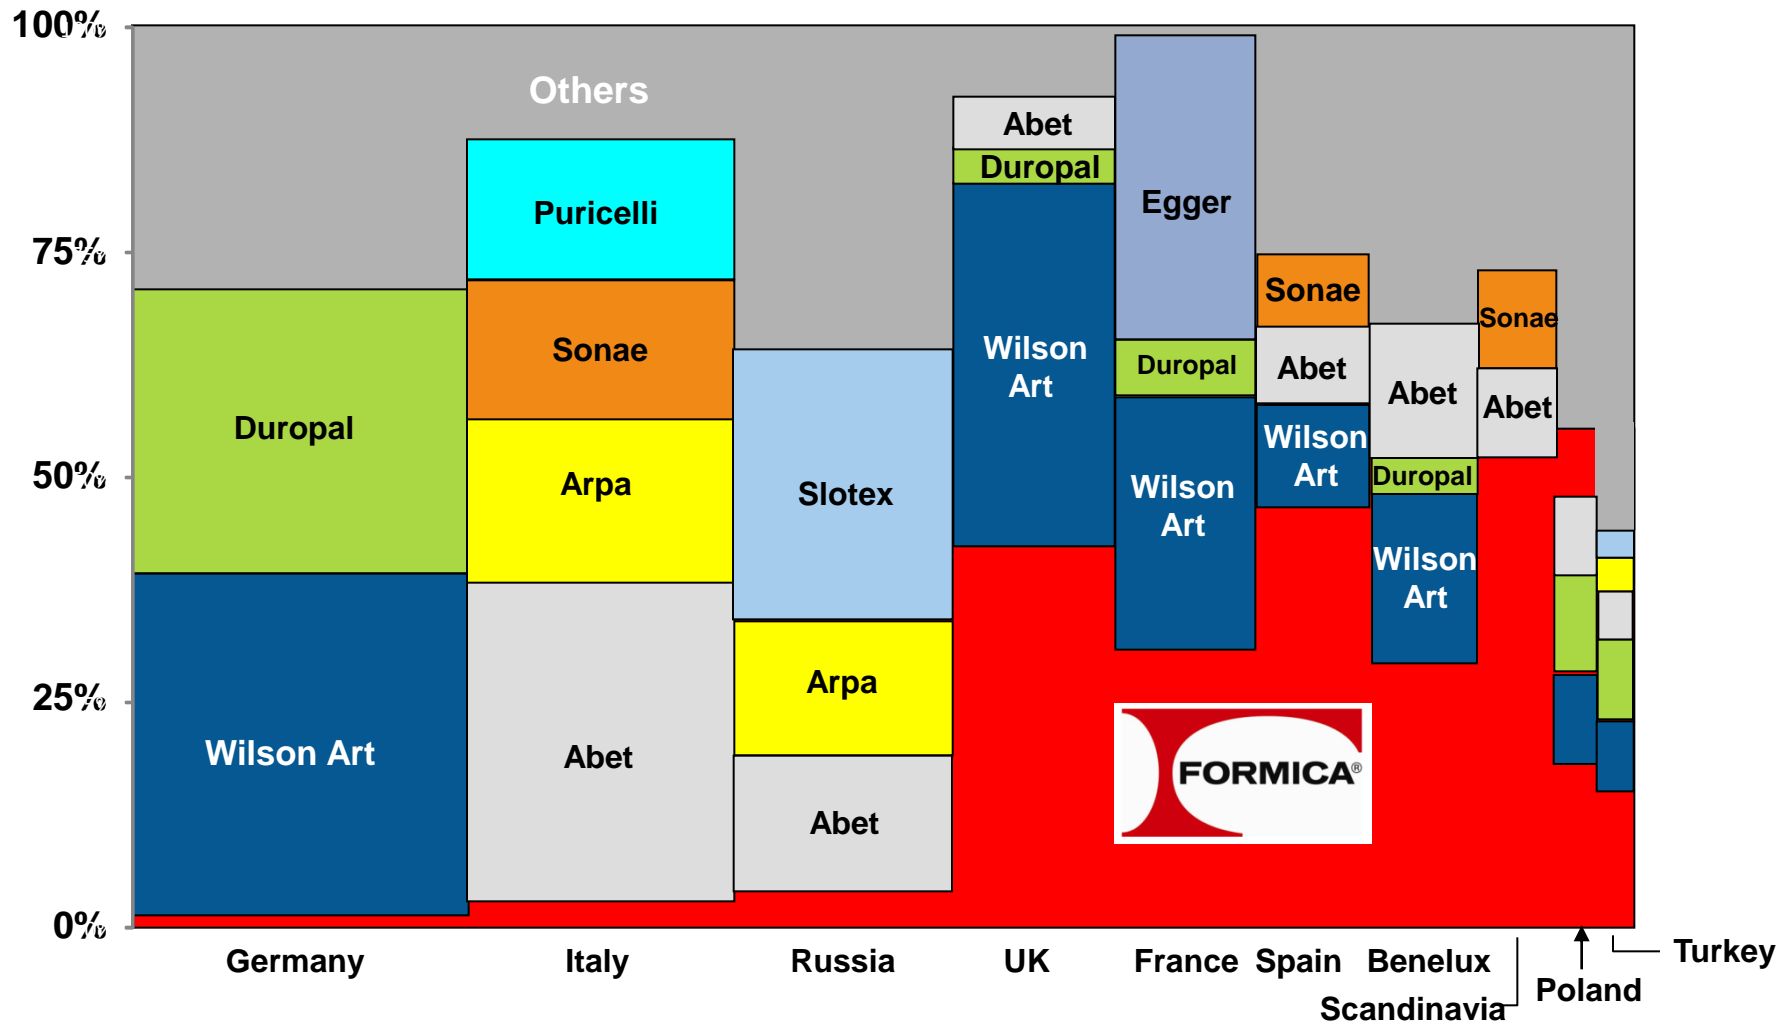 100%
Others
Abet
Duropal
Puricelli
Egger
75%
Sonae
Sonae
Sonae
Wilson
Art
Duropal
Abet
Abet
Abet
Duropal
Arpa
Slotex
Wilson
Art
50%
Duropal
Wilson
Art
Wilson
Art
Arpa
25%
Wilson Art
Abet
Abet
FORMICA®
0%
Germany
Italy
Russia
UK
France
Spain
Benelux
Turkey
Poland
Scandinavia